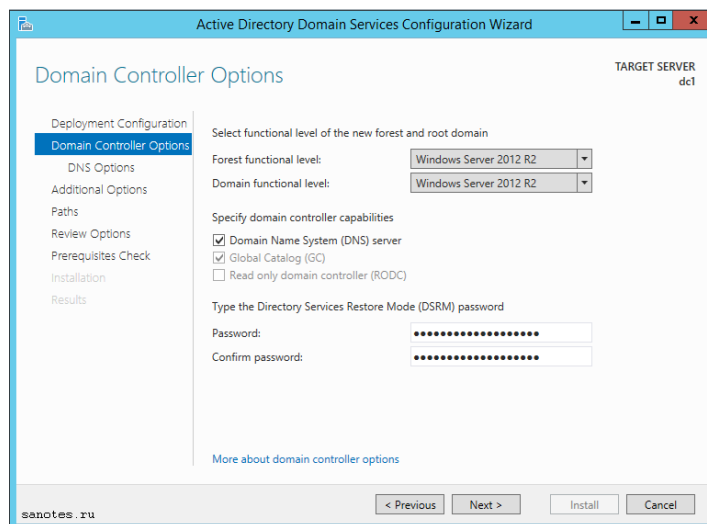 Active Directory Domain Services Configuration Wizard
Domain Controller Options
TARGET SERVER
dc1
Deployment Configuration
Domain Controller Options
DNS Options
Additional Options
Paths
Review Options
Prerequisites Check
Installation
Results
Select functional level of the new forest and root domain
Forest functional level: Windows Server 2012 R2
Domain functional level: Windows Server 2012 R2
Specify domain controller capabilities
Domain Name System (DNS) server
Global Catalog (GC)
Read only domain controller (RODC)
Type the Directory Services Restore Mode (DSRM) password
Password: •••••••••••••••••••
Confirm password: •••••••••••••••••••
More about domain controller options
< Previous Next > Install Cancel
sanotes.ru